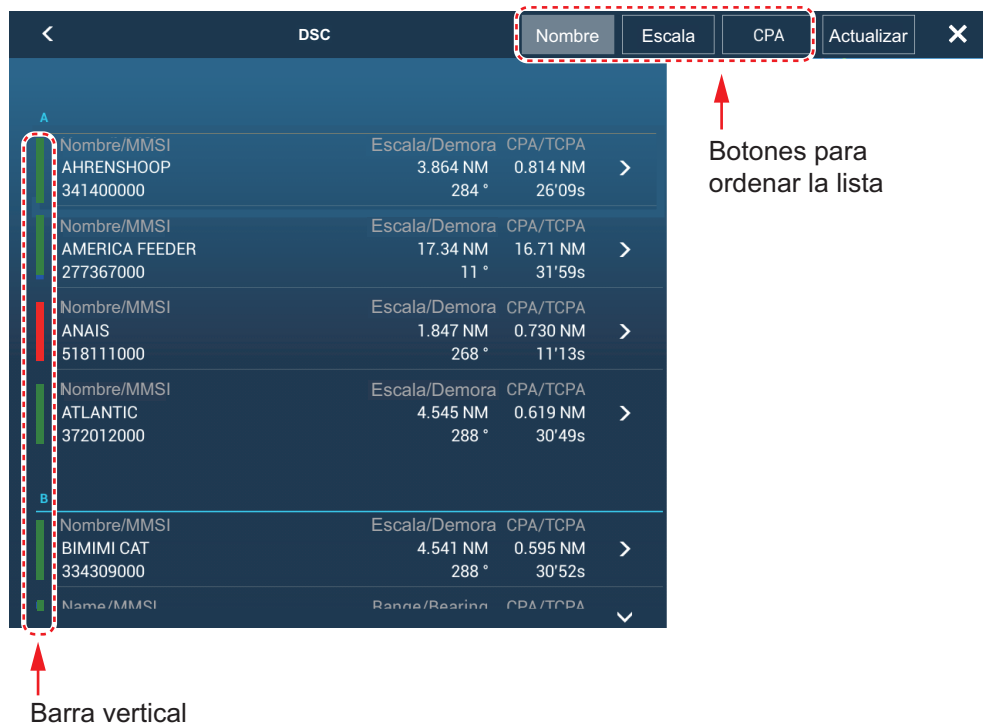 DSC Nombre Escala CPA Actualizar
A
Nombre/MMSI Escala/Demora CPA/TCPA
AHRENSHOOP 3.864 NM 0.814 NM
341400000 284 ° 26'09s
Nombre/MMSI Escala/Demora CPA/TCPA
AMERICA FEEDER 17.34 NM 16.71 NM
277367000 11 ° 31'59s
Nombre/MMSI Escala/Demora CPA/TCPA
ANAIS 1.847 NM 0.730 NM
518111000 268 ° 11'13s
Nombre/MMSI Escala/Demora CPA/TCPA
ATLANTIC 4.545 NM 0.619 NM
372012000 288 ° 30'49s
B
Nombre/MMSI Escala/Demora CPA/TCPA
BIMIMI CAT 4.541 NM 0.595 NM
334309000 288 ° 30'52s
Name/MMSI Range/Bearing CPA/TCPA
Botones para
ordenar la lista
Barra vertical